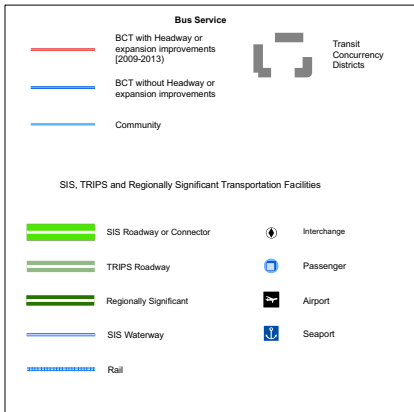 Bus Service
BCT with Headway or
expansion improvements
[2009-2013)
BCT without Headway or
expansion improvements
Community
Transit
Concurrency
Districts
SIS, TRIPS and Regionally Significant Transportation Facilities
SIS Roadway or Connector
TRIPS Roadway
Regionally Significant
SIS Waterway
Rail
Interchange
Passenger
Airport
Seaport